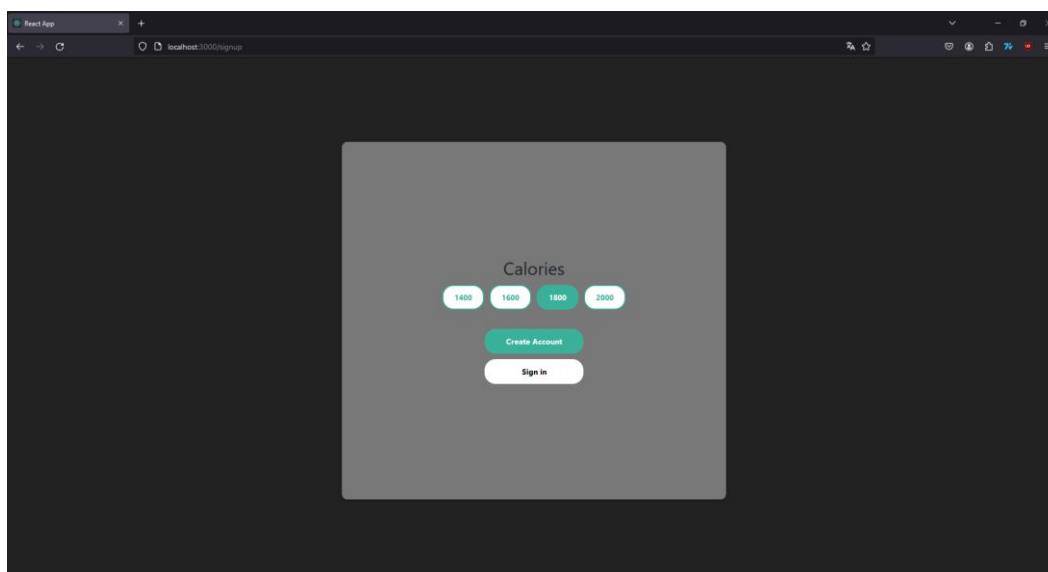 React App
localhost:3000/signup
Calories
1400 1600 1800 2000
Create Account
Sign in